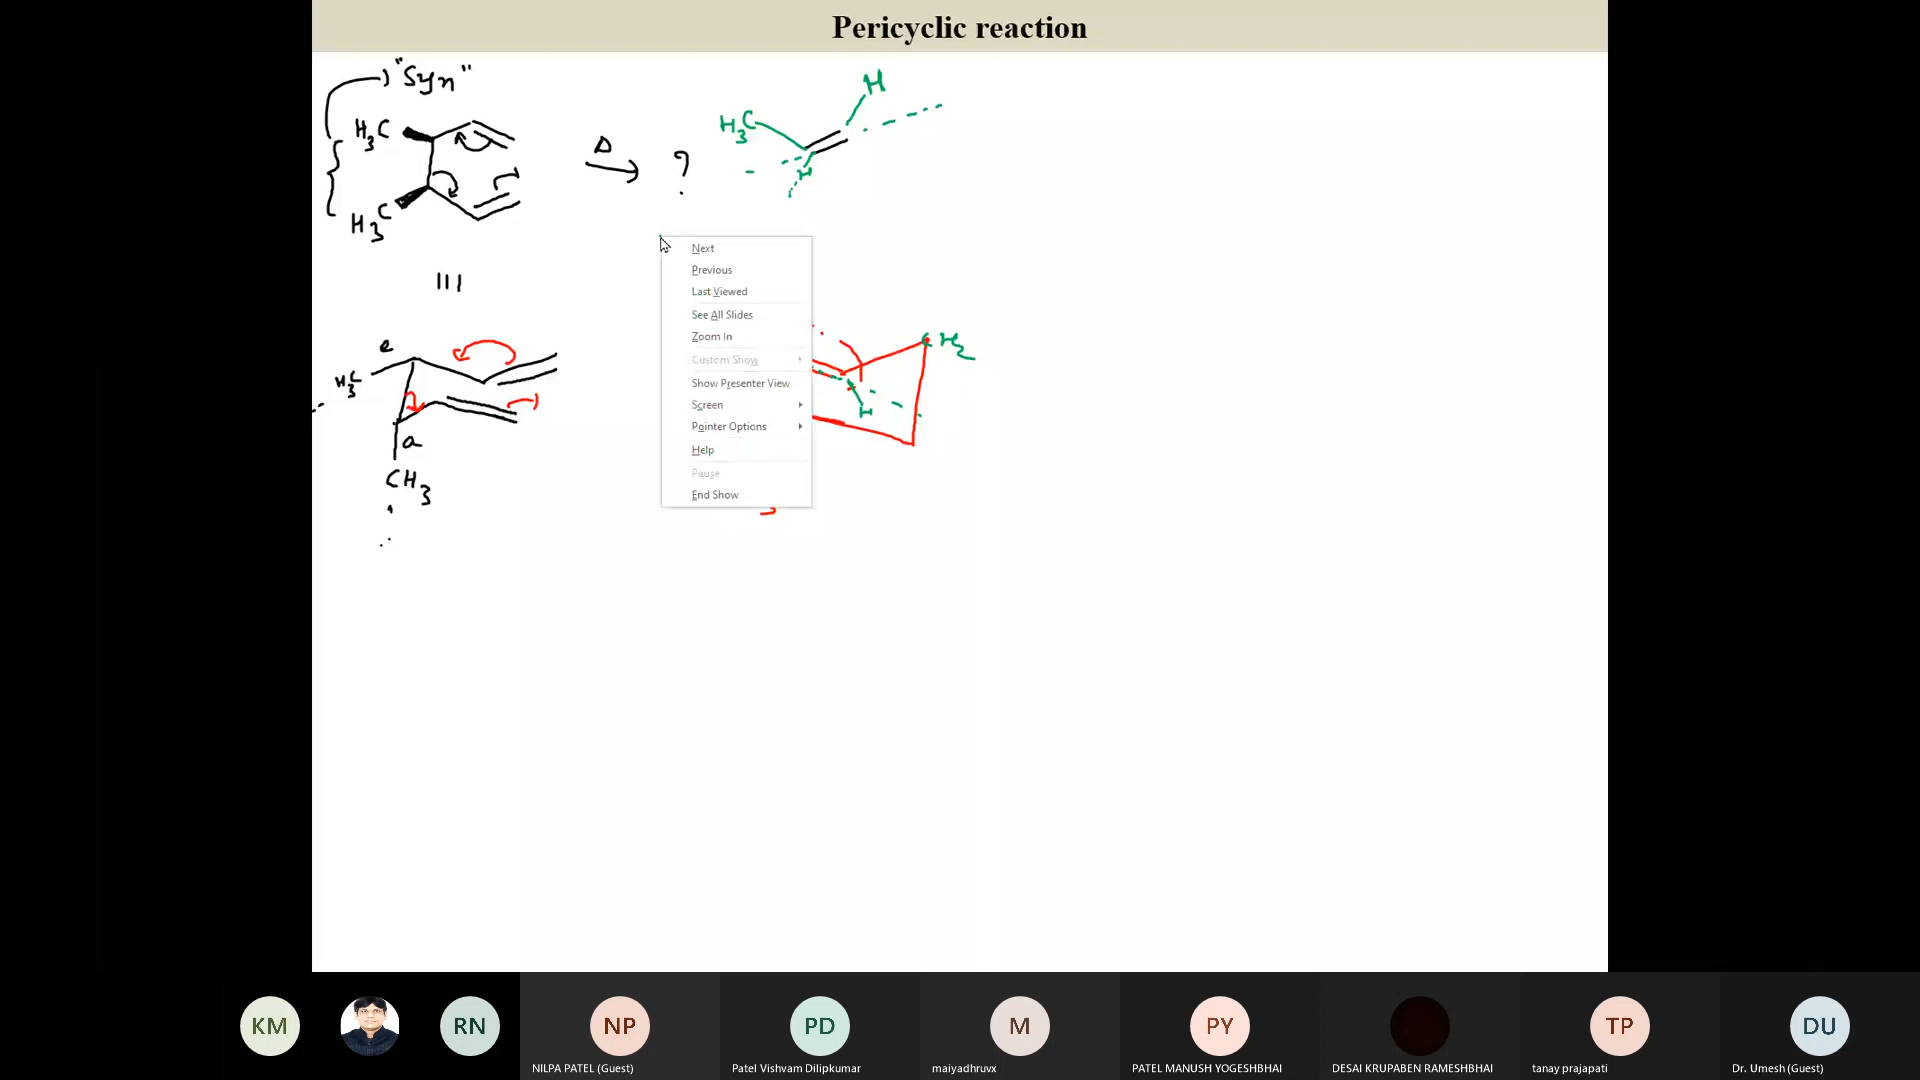 Pericyclic reaction
"Syn"
H3C
H3C
Δ
?
H3C
H
H
e
H3C
a
CH3
CH2
H
3
Next
Previous
Last Viewed
See All Slides
Zoom In
Custom Show
Show Presenter View
Screen
Pointer Options
Help
Pause
End Show
KM
RN
NP
PD
M
PY
TP
DU
NILPA PATEL (Guest)
Patel Vishvam Dilipkumar
maiyadhruvx
PATEL MANUSH YOGESHBHAI
DESAI KRUPABEN RAMESHBHAI
tanay prajapati
Dr. Umesh (Guest)